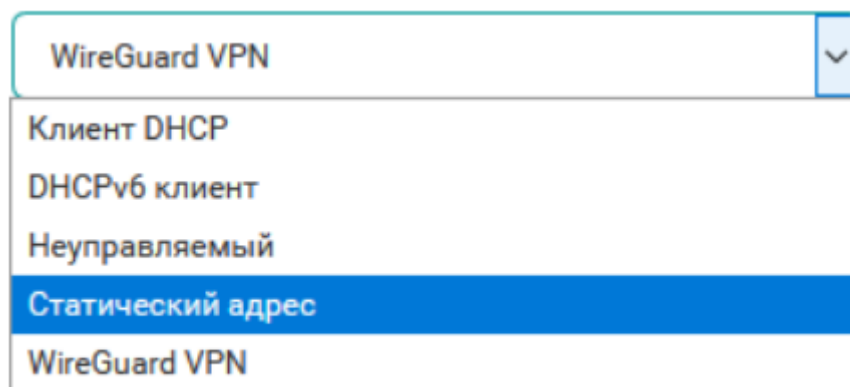 WireGuard VPN
Клиент DHCP
DHCPv6 клиент
Неуправляемый
Статический адрес
WireGuard VPN